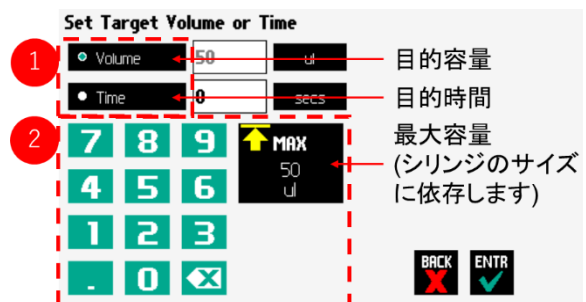 Set Target Volume or Time
1
Volume 50 ul 目的容量
Time 0 secs 目的時間
2
7 8 9 MAX 最大容量
50 (シリンジのサイズ
4 5 6 ul に依存します)
1 2 3
. 0
BACK ENTR